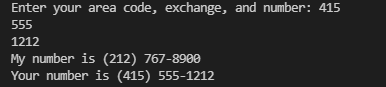 Enter your area code, exchange, and number: 415
555
1212
My number is (212) 767-8900
Your number is (415) 555-1212